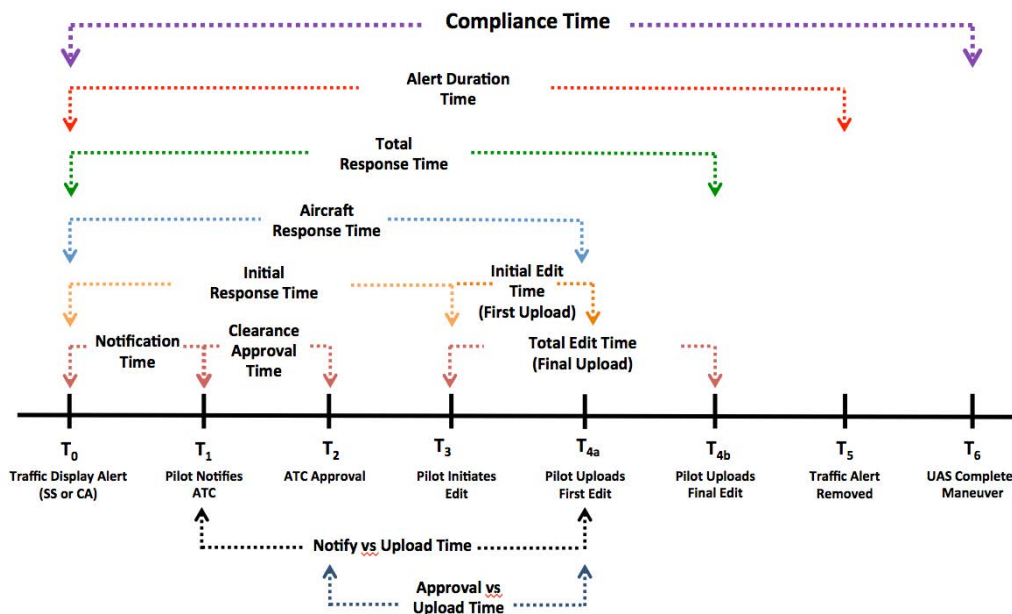 Compliance Time
Alert Duration
Time
Total
Response Time
Aircraft
Response Time
Initial
Response Time
Initial Edit
Time
(First Upload)
Notification
Time
Clearance
Approval
Time
Total Edit Time
(Final Upload)
T0
T1
T2
T3
T4a
T4b
T5
T6
Traffic Display Alert
(SS or CA)
Pilot Notifies
ATC
ATC Approval
Pilot Initiates
Edit
Pilot Uploads
First Edit
Pilot Uploads
Final Edit
Traffic Alert
Removed
UAS Complete
Maneuver
Notify vs Upload Time
Approval vs
Upload Time